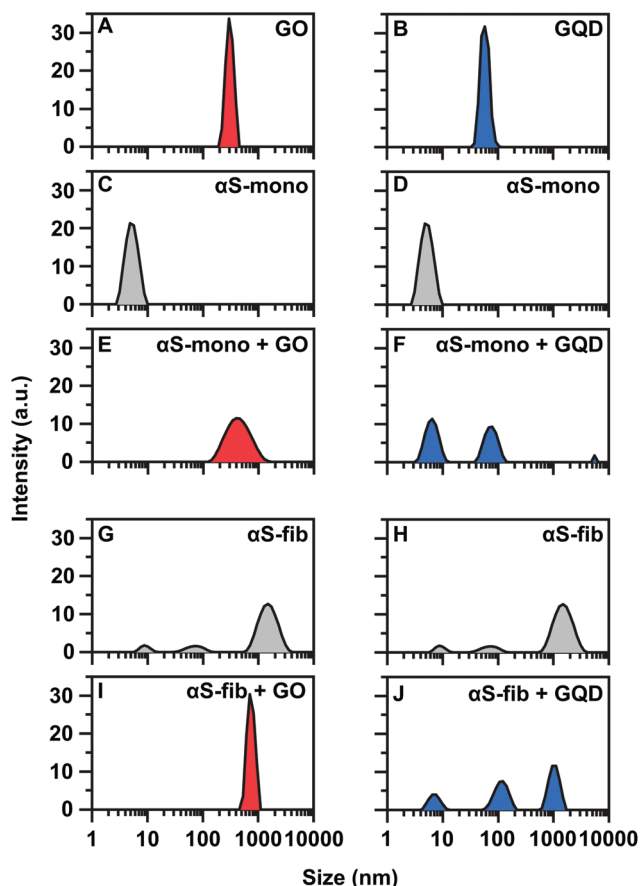 A GO
B GQD
30
20
10
0
C αS-mono
D αS-mono
30
20
10
0
E αS-mono + GO
F αS-mono + GQD
30
20
10
0
Intensity (a.u.)
G αS-fib
H αS-fib
30
20
10
0
I αS-fib + GO
J αS-fib + GQD
30
20
10
0
1 10 100 1000 10000
1 10 100 1000 10000
Size (nm)